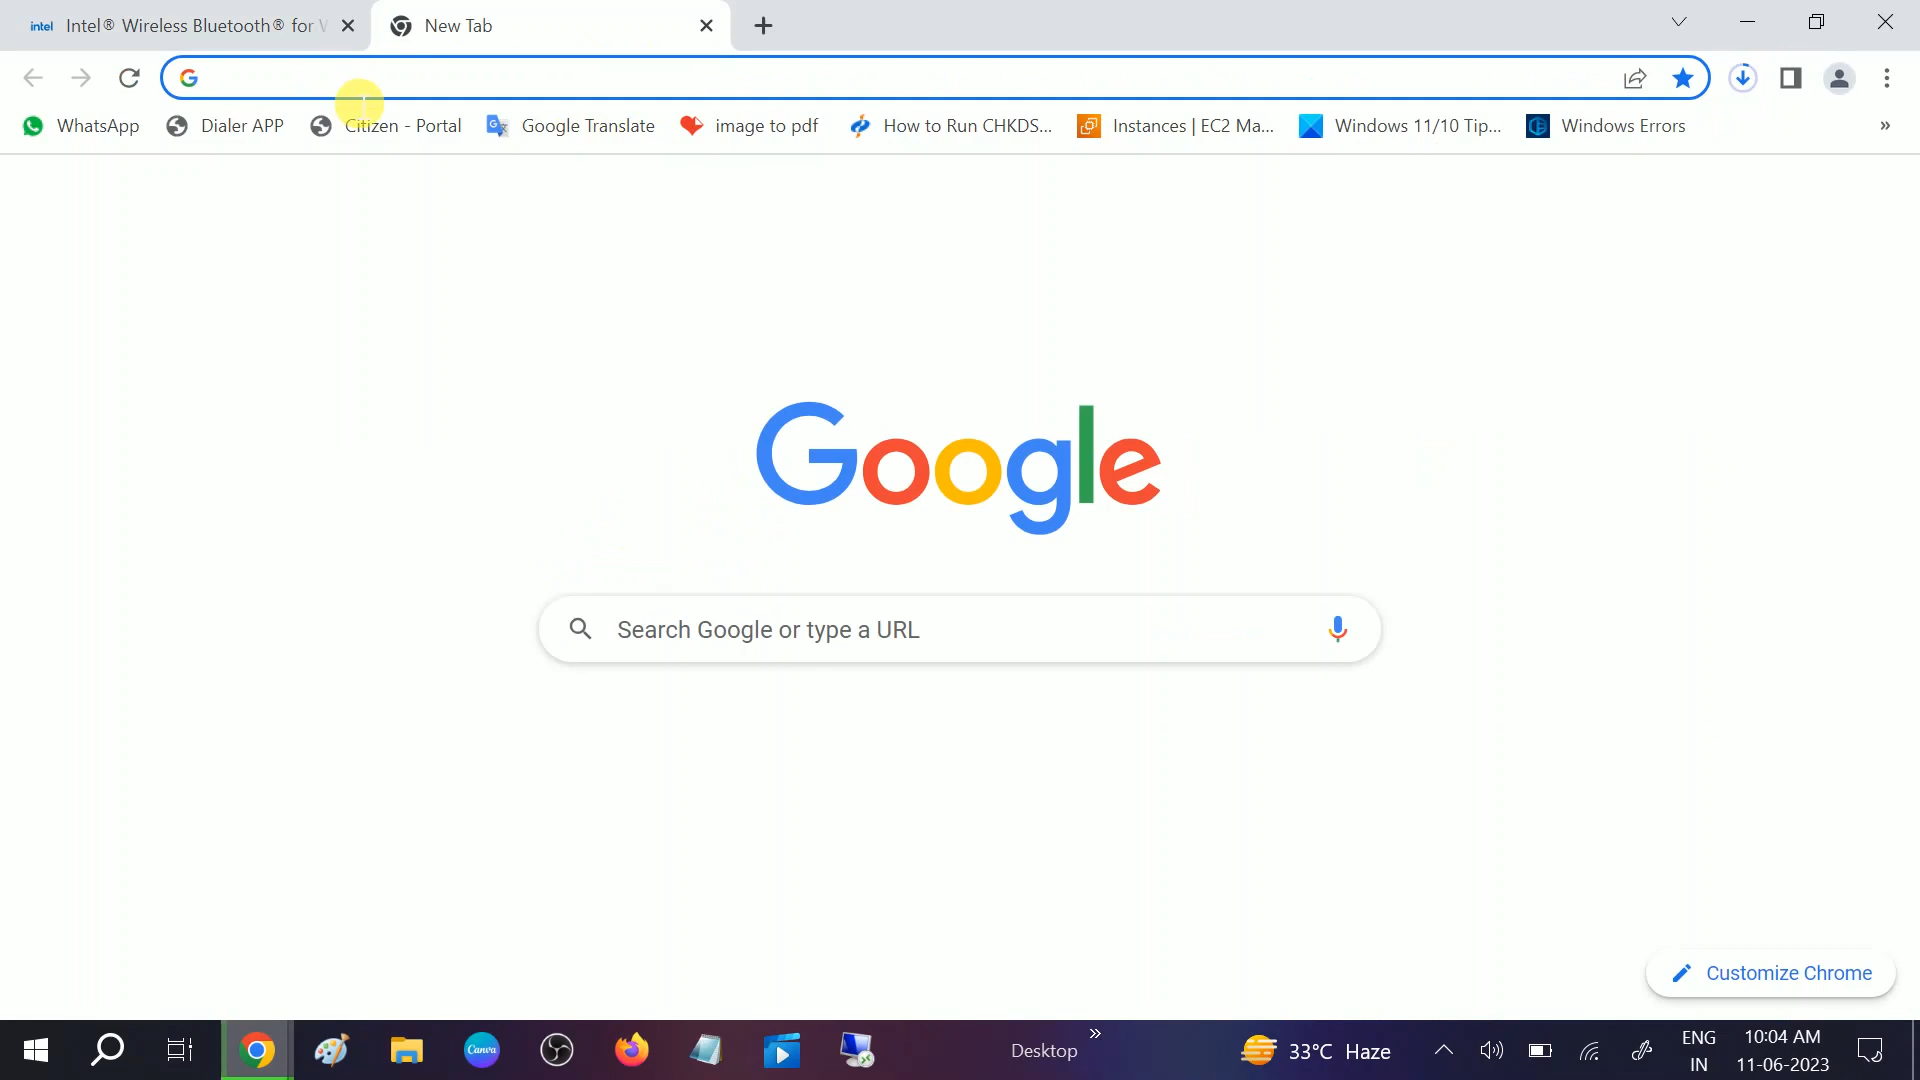 intel Intel® Wireless Bluetooth® for W
New Tab
WhatsApp
Dialer APP
Citizen - Portal
Google Translate
image to pdf
How to Run CHKDS...
Instances | EC2 Ma...
Windows 11/10 Tip...
Windows Errors
»
Google
Search Google or type a URL
Customize Chrome
Canva
Desktop
»
33°C Haze
ENG
IN
10:04 AM
11-06-2023